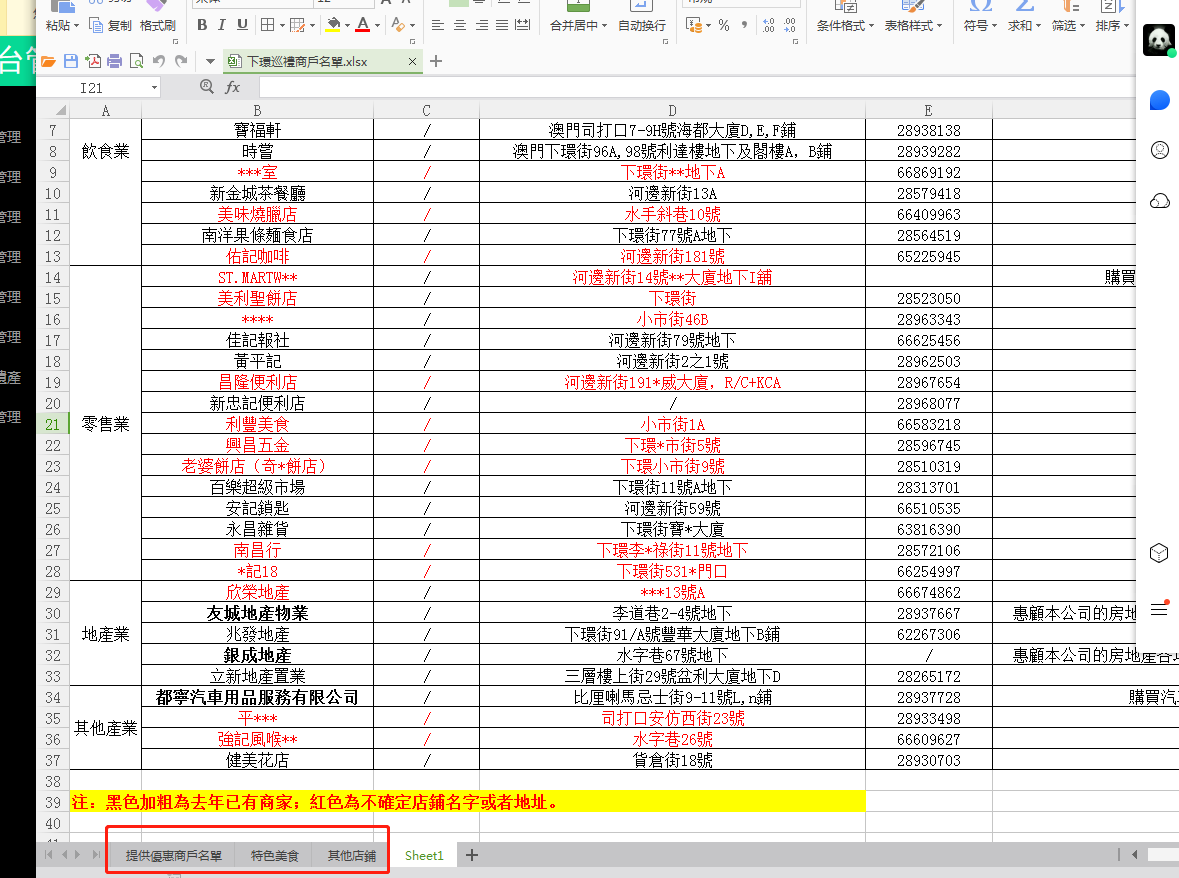 粘贴 复制 格式刷 B I U A 合并居中 自动换行 % 条件格式 表格样式 符号 求和 筛选 排序
下環巡禮商戶名單.xlsx × +
I21 fx
A B C D E
7 寶福軒 / 澳門司打口7-9H號海都大廈D,E,F鋪 28938138
8 飲食業 時嘗 / 澳門下環街96A,98號利達樓地下及閣樓A, B鋪 28939282
9 ***室 / 下環街**地下A 66869192
10 新金城茶餐廳 / 河邊新街13A 28579418
11 美味燒臘店 / 水手斜巷10號 66409963
12 南洋果條麵食店 / 下環街77號A地下 28564519
13 佑記咖啡 / 河邊新街181號 65225945
14 ST.MARTW** / 河邊新街14號**大廈地下I舖 購買
15 美利聖餅店 / 下環街 28523050
16 **** / 小市街46B 28963343
17 佳記報社 / 河邊新街79號地下 66625456
18 黃平記 / 河邊新街2之1號 28962503
19 昌隆便利店 / 河邊新街191*威大廈, R/C+KCA 28967654
20 新忠記便利店 / / 28968077
21 零售業 利豐美食 / 小市街1A 66583218
22 興昌五金 / 下環*市街5號 28596745
23 老婆餅店（奇*餅店） / 下環小市街9號 28510319
24 百樂超級市場 / 下環街11號A地下 28313701
25 安記鎖匙 / 河邊新街59號 66510535
26 永昌雜貨 / 下環街寶*大廈 63816390
27 南昌行 / 下環李*祿街11號地下 28572106
28 *記18 / 下環街531*門口 66254997
29 欣榮地產 / ***13號A 66674862
30 友城地產物業 / 李道巷2-4號地下 28937667 惠顧本公司的房地
31 地產業 兆發地產 / 下環街91/A號豐華大廈地下B鋪 62267306
32 銀成地產 / 水字巷67號地下 / 惠顧本公司的房地產各
33 立新地產置業 / 三層樓上街29號盆利大廈地下D 28265172
34 都寧汽車用品服務有限公司 / 比厘喇馬忌士街9-11號L,n鋪 28937728 購買汽
35 其他產業 平*** / 司打口安仿西街23號 28933498
36 強記風喉** / 水字巷26號 66609627
37 健美花店 / 貨倉街18號 28930703
38
39 注：黑色加粗為去年已有商家；紅色為不確定店鋪名字或者地址。
40
提供優惠商戶名單 特色美食 其他店鋪 Sheet1 +
管理
管理
管理
管理
管理
管理
遺產
管理